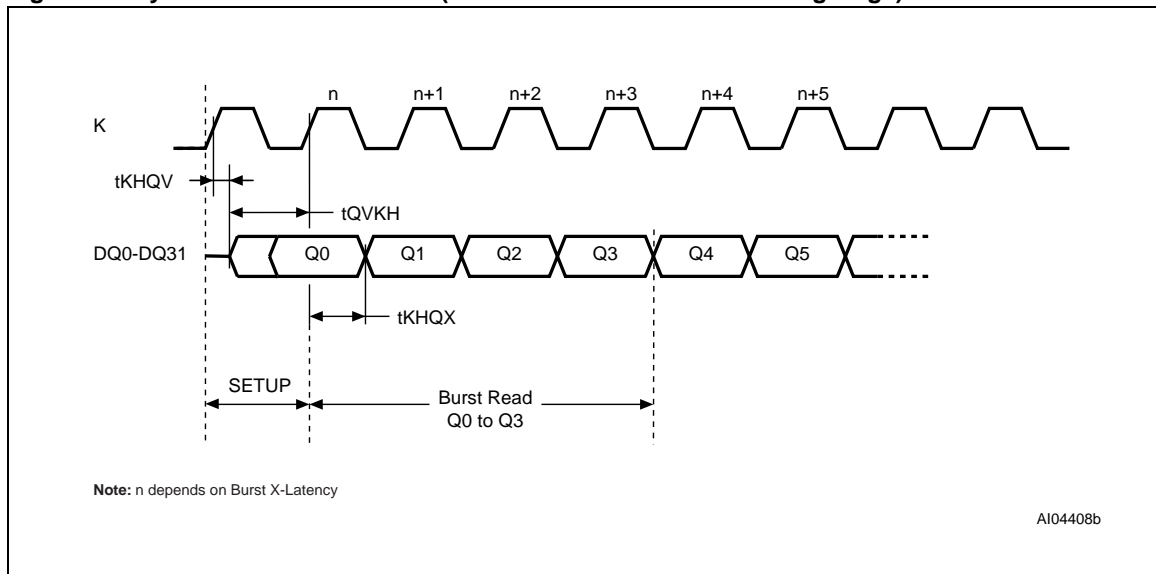 n n+1 n+2 n+3 n+4 n+5
K
tKHQV
tQVKH
DQ0-DQ31 Q0 Q1 Q2 Q3 Q4 Q5
tKHQX
SETUP
Burst Read
Q0 to Q3
Note: n depends on Burst X-Latency
AI04408b